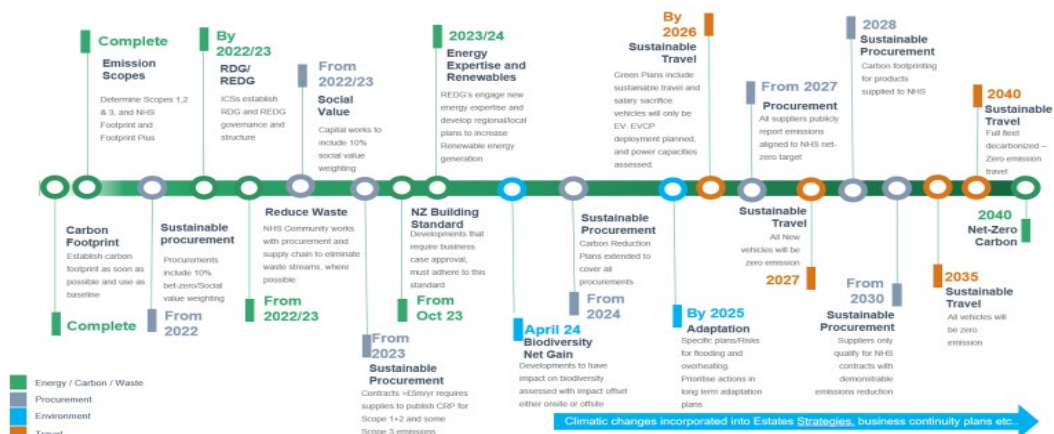 Complete
Emission
Scopes
Determine Scopes 1,2
& 3, and NHS
Footprint and
Footprint Plus
By
2022/23
RDG/
REDG
ICSs establish
RDG and REDG
governance and
structure
From
2022/23
Social
Value
Capital works to
include 10%
social value
weighting
2023/24
Energy
Expertise and
Renewables
REDG's engage new
energy expertise and
develop regional/local
plans to increase
Renewable energy
generation
By
2026
Sustainable
Travel
Green Plans include
sustainable travel and
salary sacrifice
vehicles will only be
EV. EVCP
deployment planned,
and power capacities
assessed.
From 2027
Procurement
All suppliers publicly
report emissions
aligned to NHS net-
zero target
2028
Sustainable
Procurement
Carbon footprinting
for products
supplied to NHS
2040
Sustainable
Travel
Full fleet
decarbonized –
Zero emission
travel
Carbon
Footprint
Establish carbon
footprint as soon as
possible and use as
baseline
Complete
Sustainable
procurement
Procurements
include 10%
bet-zero/Social
value weighting
From
2022
Reduce Waste
NHS Community works
with procurement and
supply chain to eliminate
waste streams, where
possible
From
2022/23
From
2023
Sustainable
Procurement
Contracts >£5m/yr requires
supplies to publish CRP for
Scope 1+2 and some
Scope 3 emissions
NZ Building
Standard
Developments that
require business
case approval,
must adhere to this
standard
From
Oct 23
April 24
Biodiversity
Net Gain
Developments to have
impact on biodiversity
assessed with impact offset
either onsite or offsite
Sustainable
Procurement
Carbon Reduction
Plans extended to
cover all
procurements
From
2024
By 2025
Adaptation
Specific plans/Risks
for flooding and
overheating.
Prioritise actions in
long term adaptation
plans
Sustainable
Travel
All New
vehicles will be
zero emission
2027
From
2030
Sustainable
Procurement
Suppliers only
qualify for NHS
contracts with
demonstrable
emissions reduction
2035
Sustainable
Travel
All vehicles will
be zero
emission
2040
Net-Zero
Carbon
Energy / Carbon / Waste
Procurement
Environment
Travel
Climatic changes incorporated into Estates Strategies, business continuity plans etc..